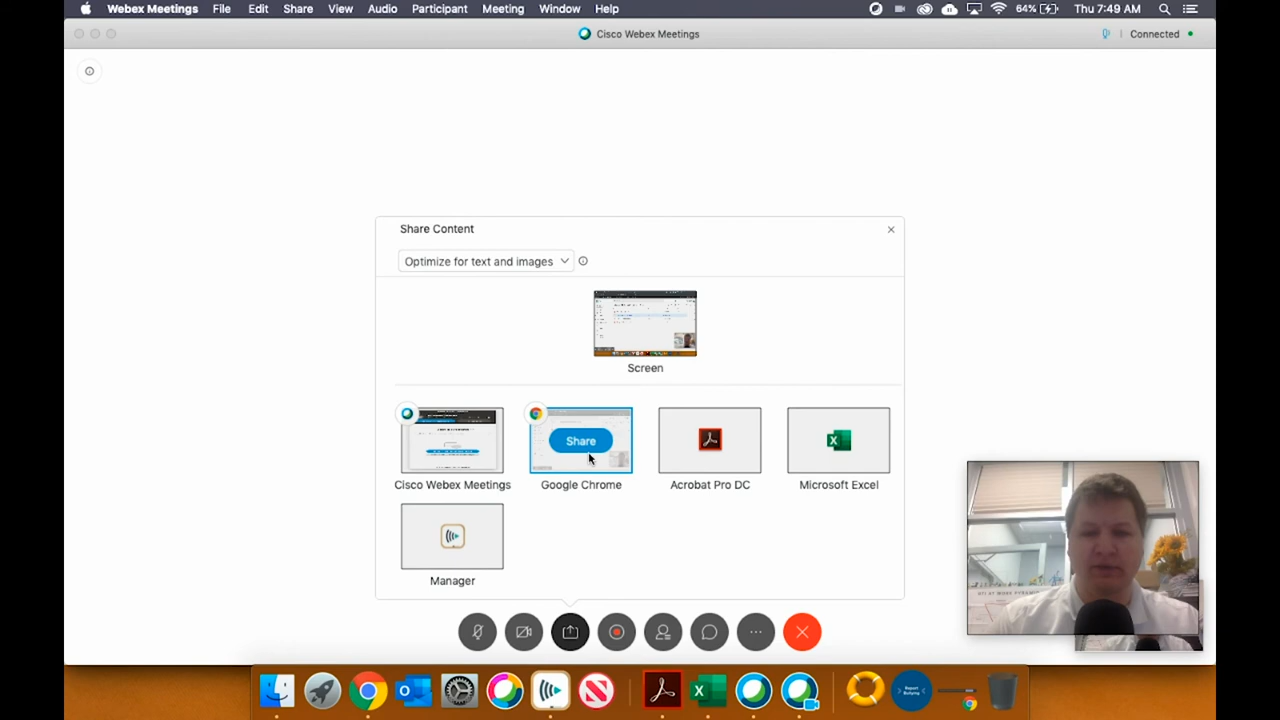 Webex Meetings File Edit Share View Audio Participant Meeting Window Help 64% Thu 7:49 AM
Cisco Webex Meetings Connected
Share Content
Optimize for text and images
Screen
Share
Cisco Webex Meetings Google Chrome Acrobat Pro DC Microsoft Excel
Manager
Report
Bullying